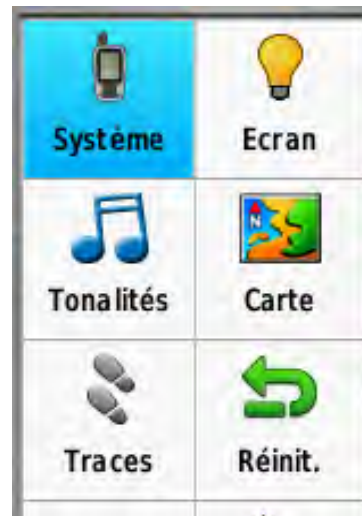 Système
Ecran
Tonalités
N
Carte
Traces
Réinit.